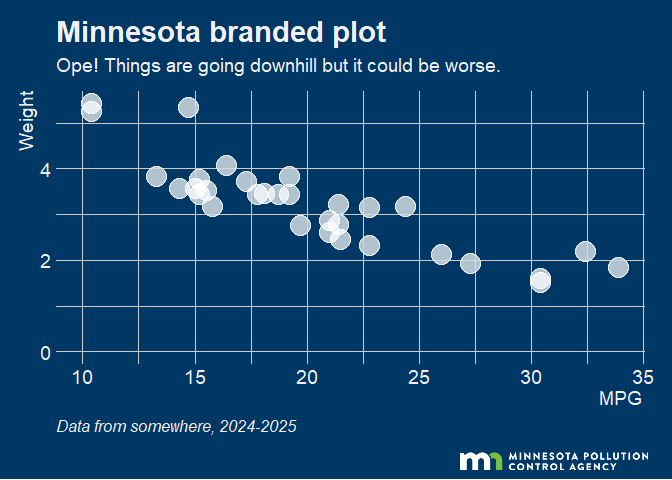 Minnesota branded plot
Ope! Things are going downhill but it could be worse.
Weight
4
2
0
10 15 20 25 30 35
MPG
Data from somewhere, 2024-2025
mn MINNESOTA POLLUTION
CONTROL AGENCY